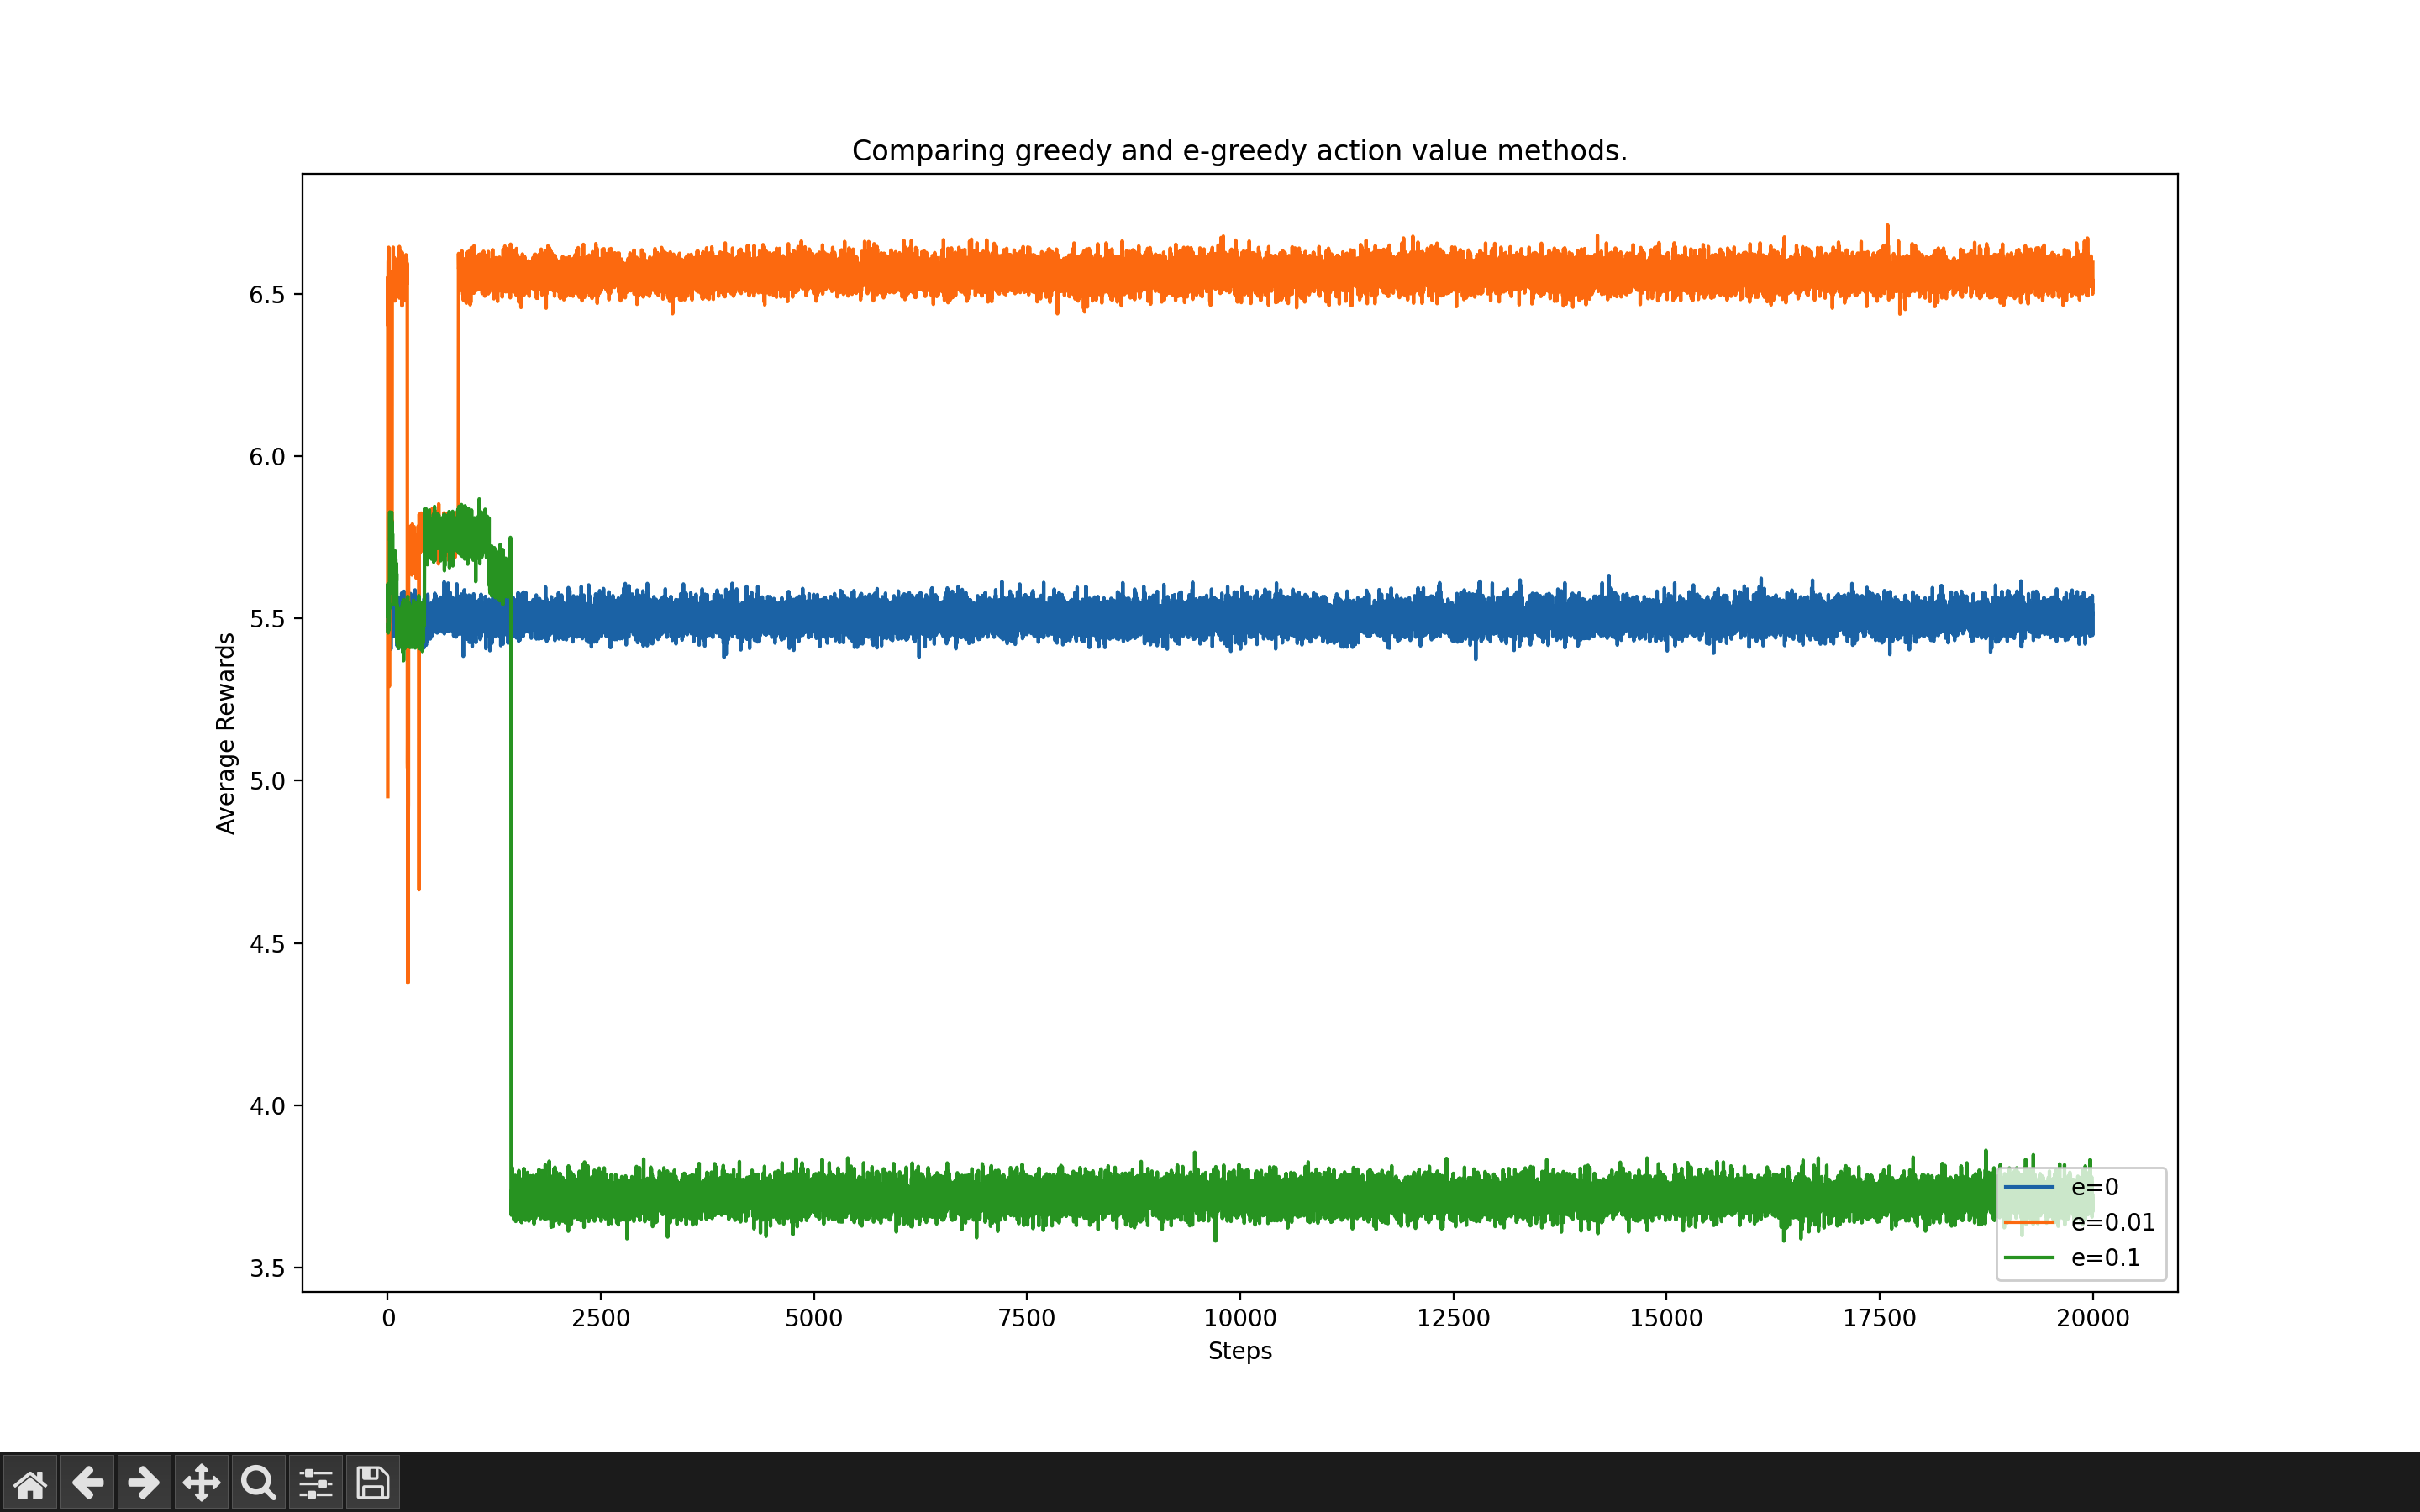 Comparing greedy and e-greedy action value methods.
Average Rewards
6.5
6.0
5.5
5.0
4.5
4.0
3.5
0 2500 5000 7500 10000 12500 15000 17500 20000
Steps
e=0
e=0.01
e=0.1